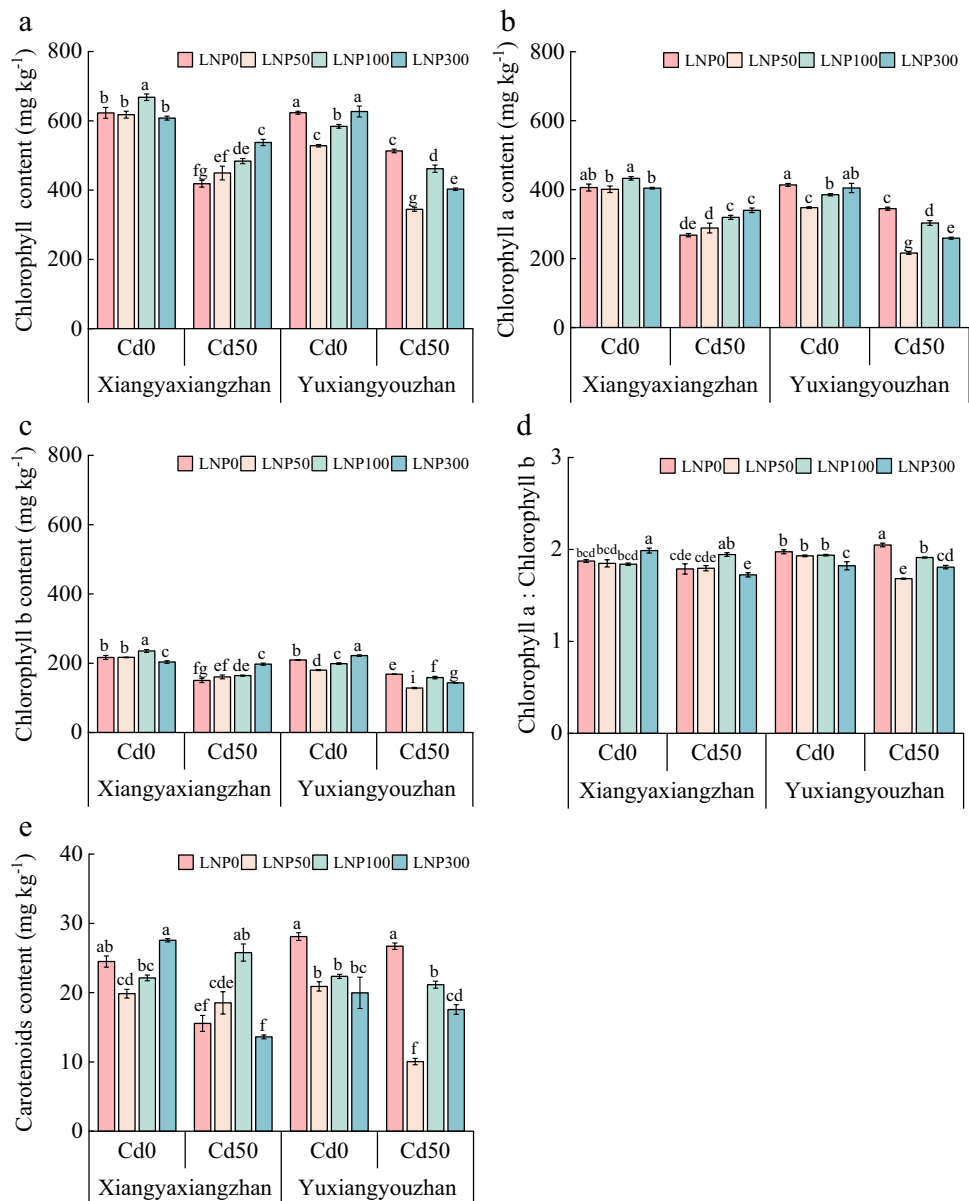 a
Chlorophyll content (mg kg-1)
800
600
400
200
0
LNP0 LNP50 LNP100 LNP300
b b a b
fg ef de c
a c b a
c g d e
Cd0 Cd50 Cd0 Cd50
Xiangyaxiangzhan Yuxiangyouzhan
b
Chlorophyll a content (mg kg-1)
800
600
400
200
0
LNP0 LNP50 LNP100 LNP300
ab b a b
de d c c
a c b ab
c g d e
Cd0 Cd50 Cd0 Cd50
Xiangyaxiangzhan Yuxiangyouzhan
c
Chlorophyll b content (mg kg-1)
800
600
400
200
0
LNP0 LNP50 LNP100 LNP300
b b a c
fg ef de c
b d c a
e i f g
Cd0 Cd50 Cd0 Cd50
Xiangyaxiangzhan Yuxiangyouzhan
d
Chlorophyll a : Chlorophyll b
3
2
1
0
LNP0 LNP50 LNP100 LNP300
bcd bcd bcd a
cde cde ab e
b b b c
a e b cd
Cd0 Cd50 Cd0 Cd50
Xiangyaxiangzhan Yuxiangyouzhan
e
Carotenoids content (mg kg-1)
40
30
20
10
0
LNP0 LNP50 LNP100 LNP300
ab cd bc a
ef cde ab f
a b b bc
a f b cd
Cd0 Cd50 Cd0 Cd50
Xiangyaxiangzhan Yuxiangyouzhan